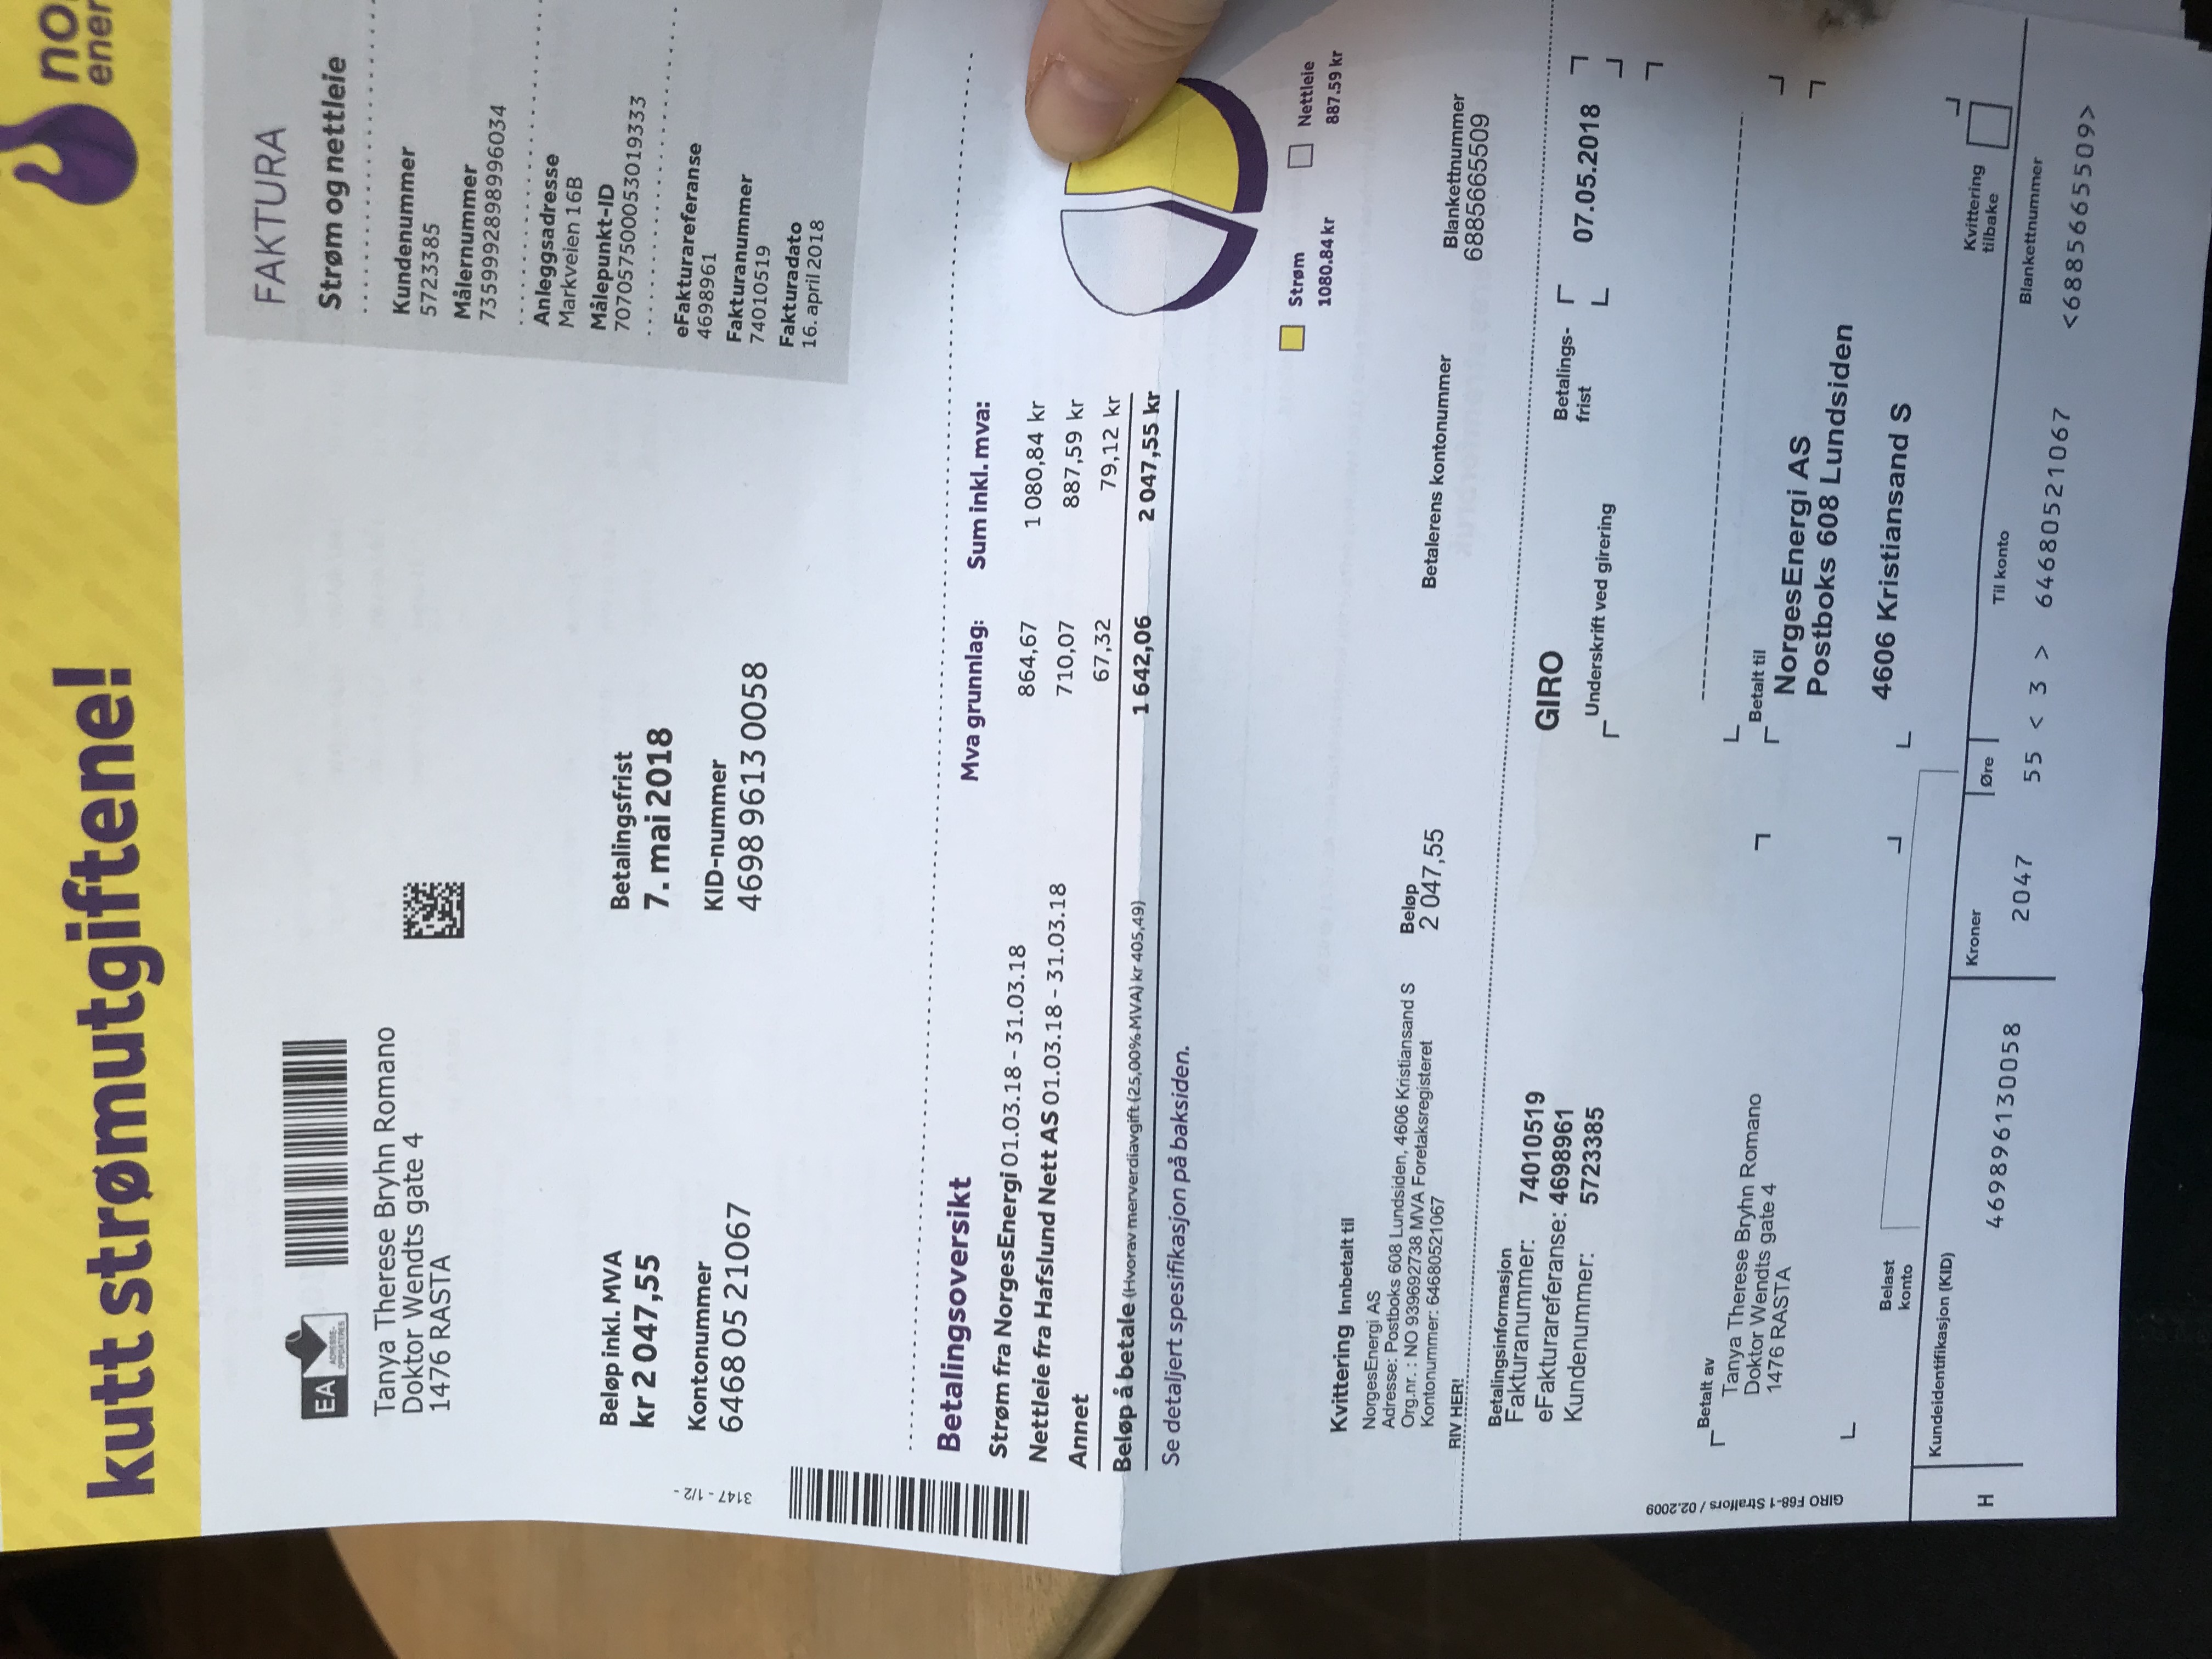 kutt strømutgiftene!
EA
ADRESSE-
OPPDATERES
Tanya Therese Bryhn Romano
Doktor Wendts gate 4
1476 RASTA
FAKTURA
Strøm og nettleie
Kundenummer
5723385
Målernummer
7359992898996034
Anleggsadresse
Markveien 16B
Målepunkt-ID
707057500053019333
eFakturareferanse
4698961
Fakturanummer
74010519
Fakturadato
16. april 2018
Beløp inkl. MVA
kr 2 047,55
Betalingsfrist
7. mai 2018
Kontonummer
6468 05 21067
KID-nummer
4698 9613 0058
3147 - 1/2 -
Betalingsoversikt Mva grunnlag: Sum inkl. mva:
Strøm fra NorgesEnergi 01.03.18 - 31.03.18 864,67 1 080,84 kr
Nettleie fra Hafslund Nett AS 01.03.18 - 31.03.18 710,07 887,59 kr
Annet 67,32 79,12 kr
Beløp å betale (Hvorav merverdiavgift (25,00% MVA) kr 405,49) 1 642,06 2 047,55 kr
Se detaljert spesifikasjon på baksiden.
Strøm Nettleie
1080.84 kr 887.59 kr
Kvittering Innbetalt til
NorgesEnergi AS
Adresse: Postboks 608 Lundsiden, 4606 Kristiansand S
Org.nr. : NO 939692738 MVA Foretaksregisteret
Kontonummer: 64680521067
Beløp
2 047,55
Betalerens kontonummer
Blankettnummer
6885665509
RIV HER!
Betalingsinformasjon
Fakturanummer: 74010519
eFakturareferanse: 4698961
Kundenummer: 5723385
GIRO
Underskrift ved girering
Betalings-
frist
07.05.2018
GIRO F68-1 Stralfors / 02.2009
Betalt av
Tanya Therese Bryhn Romano
Doktor Wendts gate 4
1476 RASTA
Betalt til
NorgesEnergi AS
Postboks 608 Lundsiden
4606 Kristiansand S
Belast
konto
Kvittering
tilbake
H
Kundeidentifikasjon (KID) Kroner Øre Til konto Blankettnummer
469896130058 2047 55 < 3 > 64680521067 <6885665509>